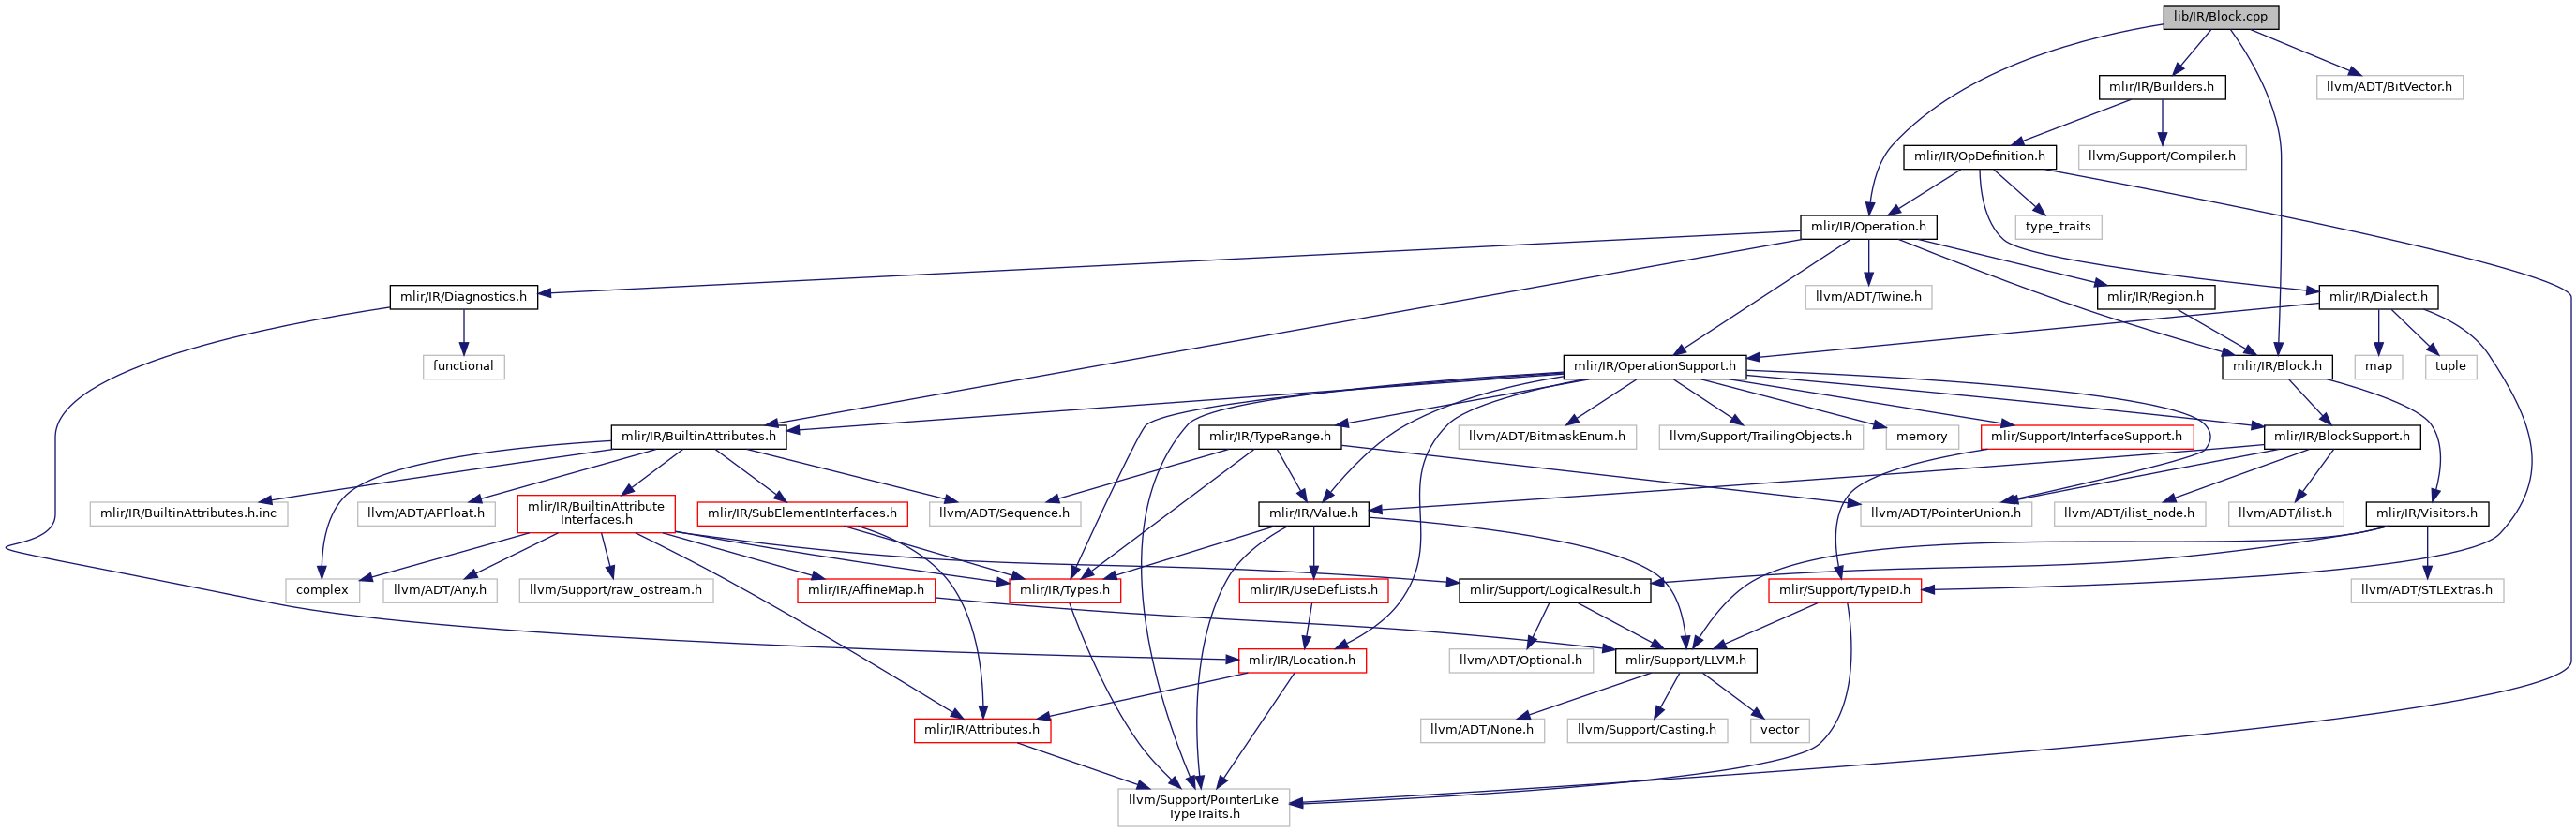 lib/IR/Block.cpp
mlir/IR/Builders.h
llvm/ADT/BitVector.h
mlir/IR/OpDefinition.h
llvm/Support/Compiler.h
mlir/IR/Operation.h
type_traits
mlir/IR/Diagnostics.h
llvm/ADT/Twine.h
mlir/IR/Region.h
mlir/IR/Dialect.h
functional
mlir/IR/OperationSupport.h
mlir/IR/Block.h
map
tuple
mlir/IR/BuiltinAttributes.h
mlir/IR/TypeRange.h
llvm/ADT/BitmaskEnum.h
llvm/Support/TrailingObjects.h
memory
mlir/Support/InterfaceSupport.h
mlir/IR/BlockSupport.h
mlir/IR/BuiltinAttributes.h.inc
llvm/ADT/APFloat.h
mlir/IR/BuiltinAttribute
Interfaces.h
mlir/IR/SubElementInterfaces.h
llvm/ADT/Sequence.h
mlir/IR/Value.h
llvm/ADT/PointerUnion.h
llvm/ADT/ilist_node.h
llvm/ADT/ilist.h
mlir/IR/Visitors.h
complex
llvm/ADT/Any.h
llvm/Support/raw_ostream.h
mlir/IR/AffineMap.h
mlir/IR/Types.h
mlir/IR/UseDefLists.h
mlir/Support/LogicalResult.h
mlir/Support/TypeID.h
llvm/ADT/STLExtras.h
mlir/IR/Location.h
llvm/ADT/Optional.h
mlir/Support/LLVM.h
mlir/IR/Attributes.h
llvm/ADT/None.h
llvm/Support/Casting.h
vector
llvm/Support/PointerLike
TypeTraits.h